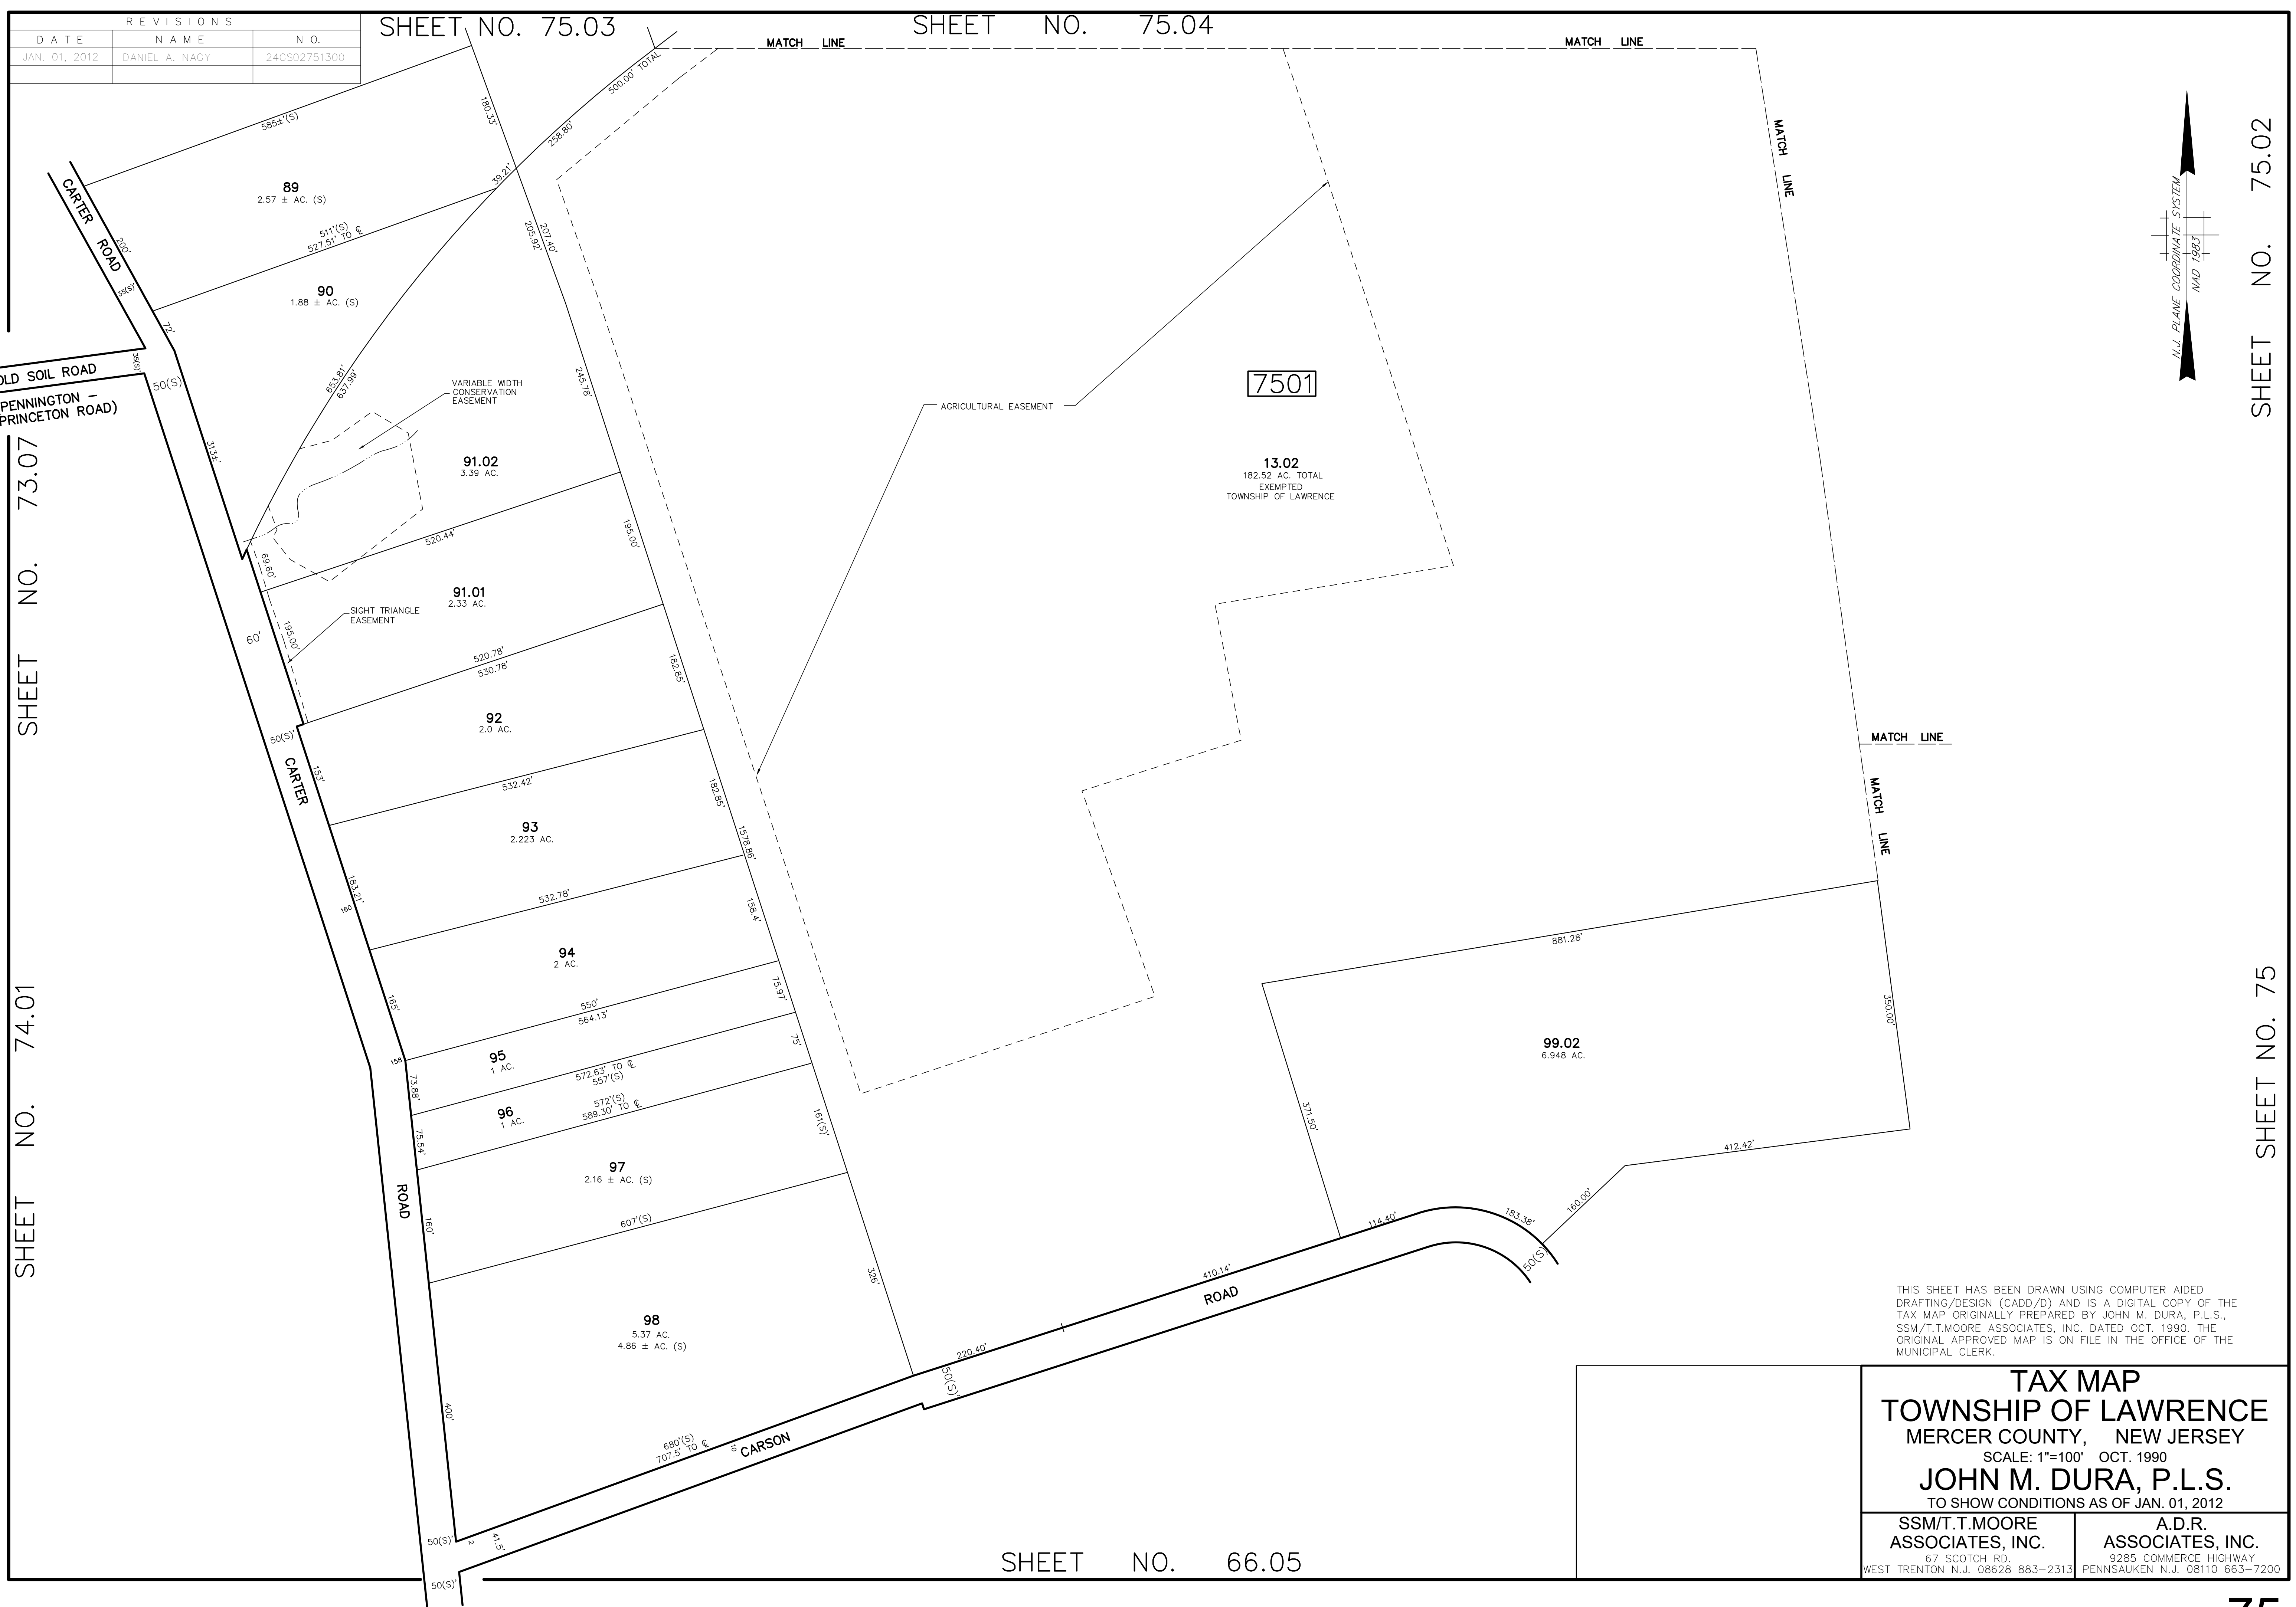 REVISIONS
DATE NAME NO.
JAN. 01, 2012 DANIEL A. NAGY 24GS02751300
SHEET NO. 75.03
SHEET NO. 75.04
MATCH LINE
MATCH LINE
MATCH LINE
SHEET NO. 75.02
N.J. PLANE COORDINATE SYSTEM
NAD 1983
500.00' TOTAL
258.80'
39.21'
180.33'
585±'(S)
89
2.57 ± AC. (S)
CARTER ROAD
200'
35(S)'
511'(S)
527.51' TO ℄
90
1.88 ± AC. (S)
207.40'
205.92'
72'
35(S)'
50(S)'
OLD SOIL ROAD
PENNINGTON –
PRINCETON ROAD)
653.81'
637.99'
VARIABLE WIDTH
CONSERVATION
EASEMENT
245.78'
AGRICULTURAL EASEMENT
7501
13.02
182.52 AC. TOTAL
EXEMPTED
TOWNSHIP OF LAWRENCE
SHEET NO. 73.07
313±'
91.02
3.39 AC.
520.44'
195.00'
69.60'
91.01
2.33 AC.
SIGHT TRIANGLE
EASEMENT
195.00'
60'
520.78'
530.78'
182.85'
50(S)'
92
2.0 AC.
MATCH LINE
MATCH LINE
CARTER
153'
532.42'
182.85'
93
2.223 AC.
1578.86'
183.21'
160
532.78'
158.4'
94
2 AC.
881.28'
SHEET NO. 74.01
165'
550'
564.13'
75.97'
350.00'
SHEET NO. 75
158
95
1 AC.
572.63' TO ℄
557'(S)
75'
99.02
6.948 AC.
73.88'
96
1 AC.
572'(S)
589.30' TO ℄
161(S)'
371.50'
412.42'
75.54'
97
2.16 ± AC. (S)
ROAD
160'
607'(S)
160.00'
183.38'
114.40'
50(S)'
326'
410.14'
ROAD
98
5.37 AC.
4.86 ± AC. (S)
220.40'
50(S)'
400'
680'(S)
707.5' TO ℄
10
CARSON
50(S)'
2
41.5'
50(S)'
SHEET NO. 66.05
THIS SHEET HAS BEEN DRAWN USING COMPUTER AIDED
DRAFTING/DESIGN (CADD/D) AND IS A DIGITAL COPY OF THE
TAX MAP ORIGINALLY PREPARED BY JOHN M. DURA, P.L.S.,
SSM/T.T.MOORE ASSOCIATES, INC. DATED OCT. 1990. THE
ORIGINAL APPROVED MAP IS ON FILE IN THE OFFICE OF THE
MUNICIPAL CLERK.
TAX MAP
TOWNSHIP OF LAWRENCE
MERCER COUNTY, NEW JERSEY
SCALE: 1"=100' OCT. 1990
JOHN M. DURA, P.L.S.
TO SHOW CONDITIONS AS OF JAN. 01, 2012
SSM/T.T.MOORE
ASSOCIATES, INC.
67 SCOTCH RD.
WEST TRENTON N.J. 08628 883–2313
A.D.R.
ASSOCIATES, INC.
9285 COMMERCE HIGHWAY
PENNSAUKEN N.J. 08110 663–7200